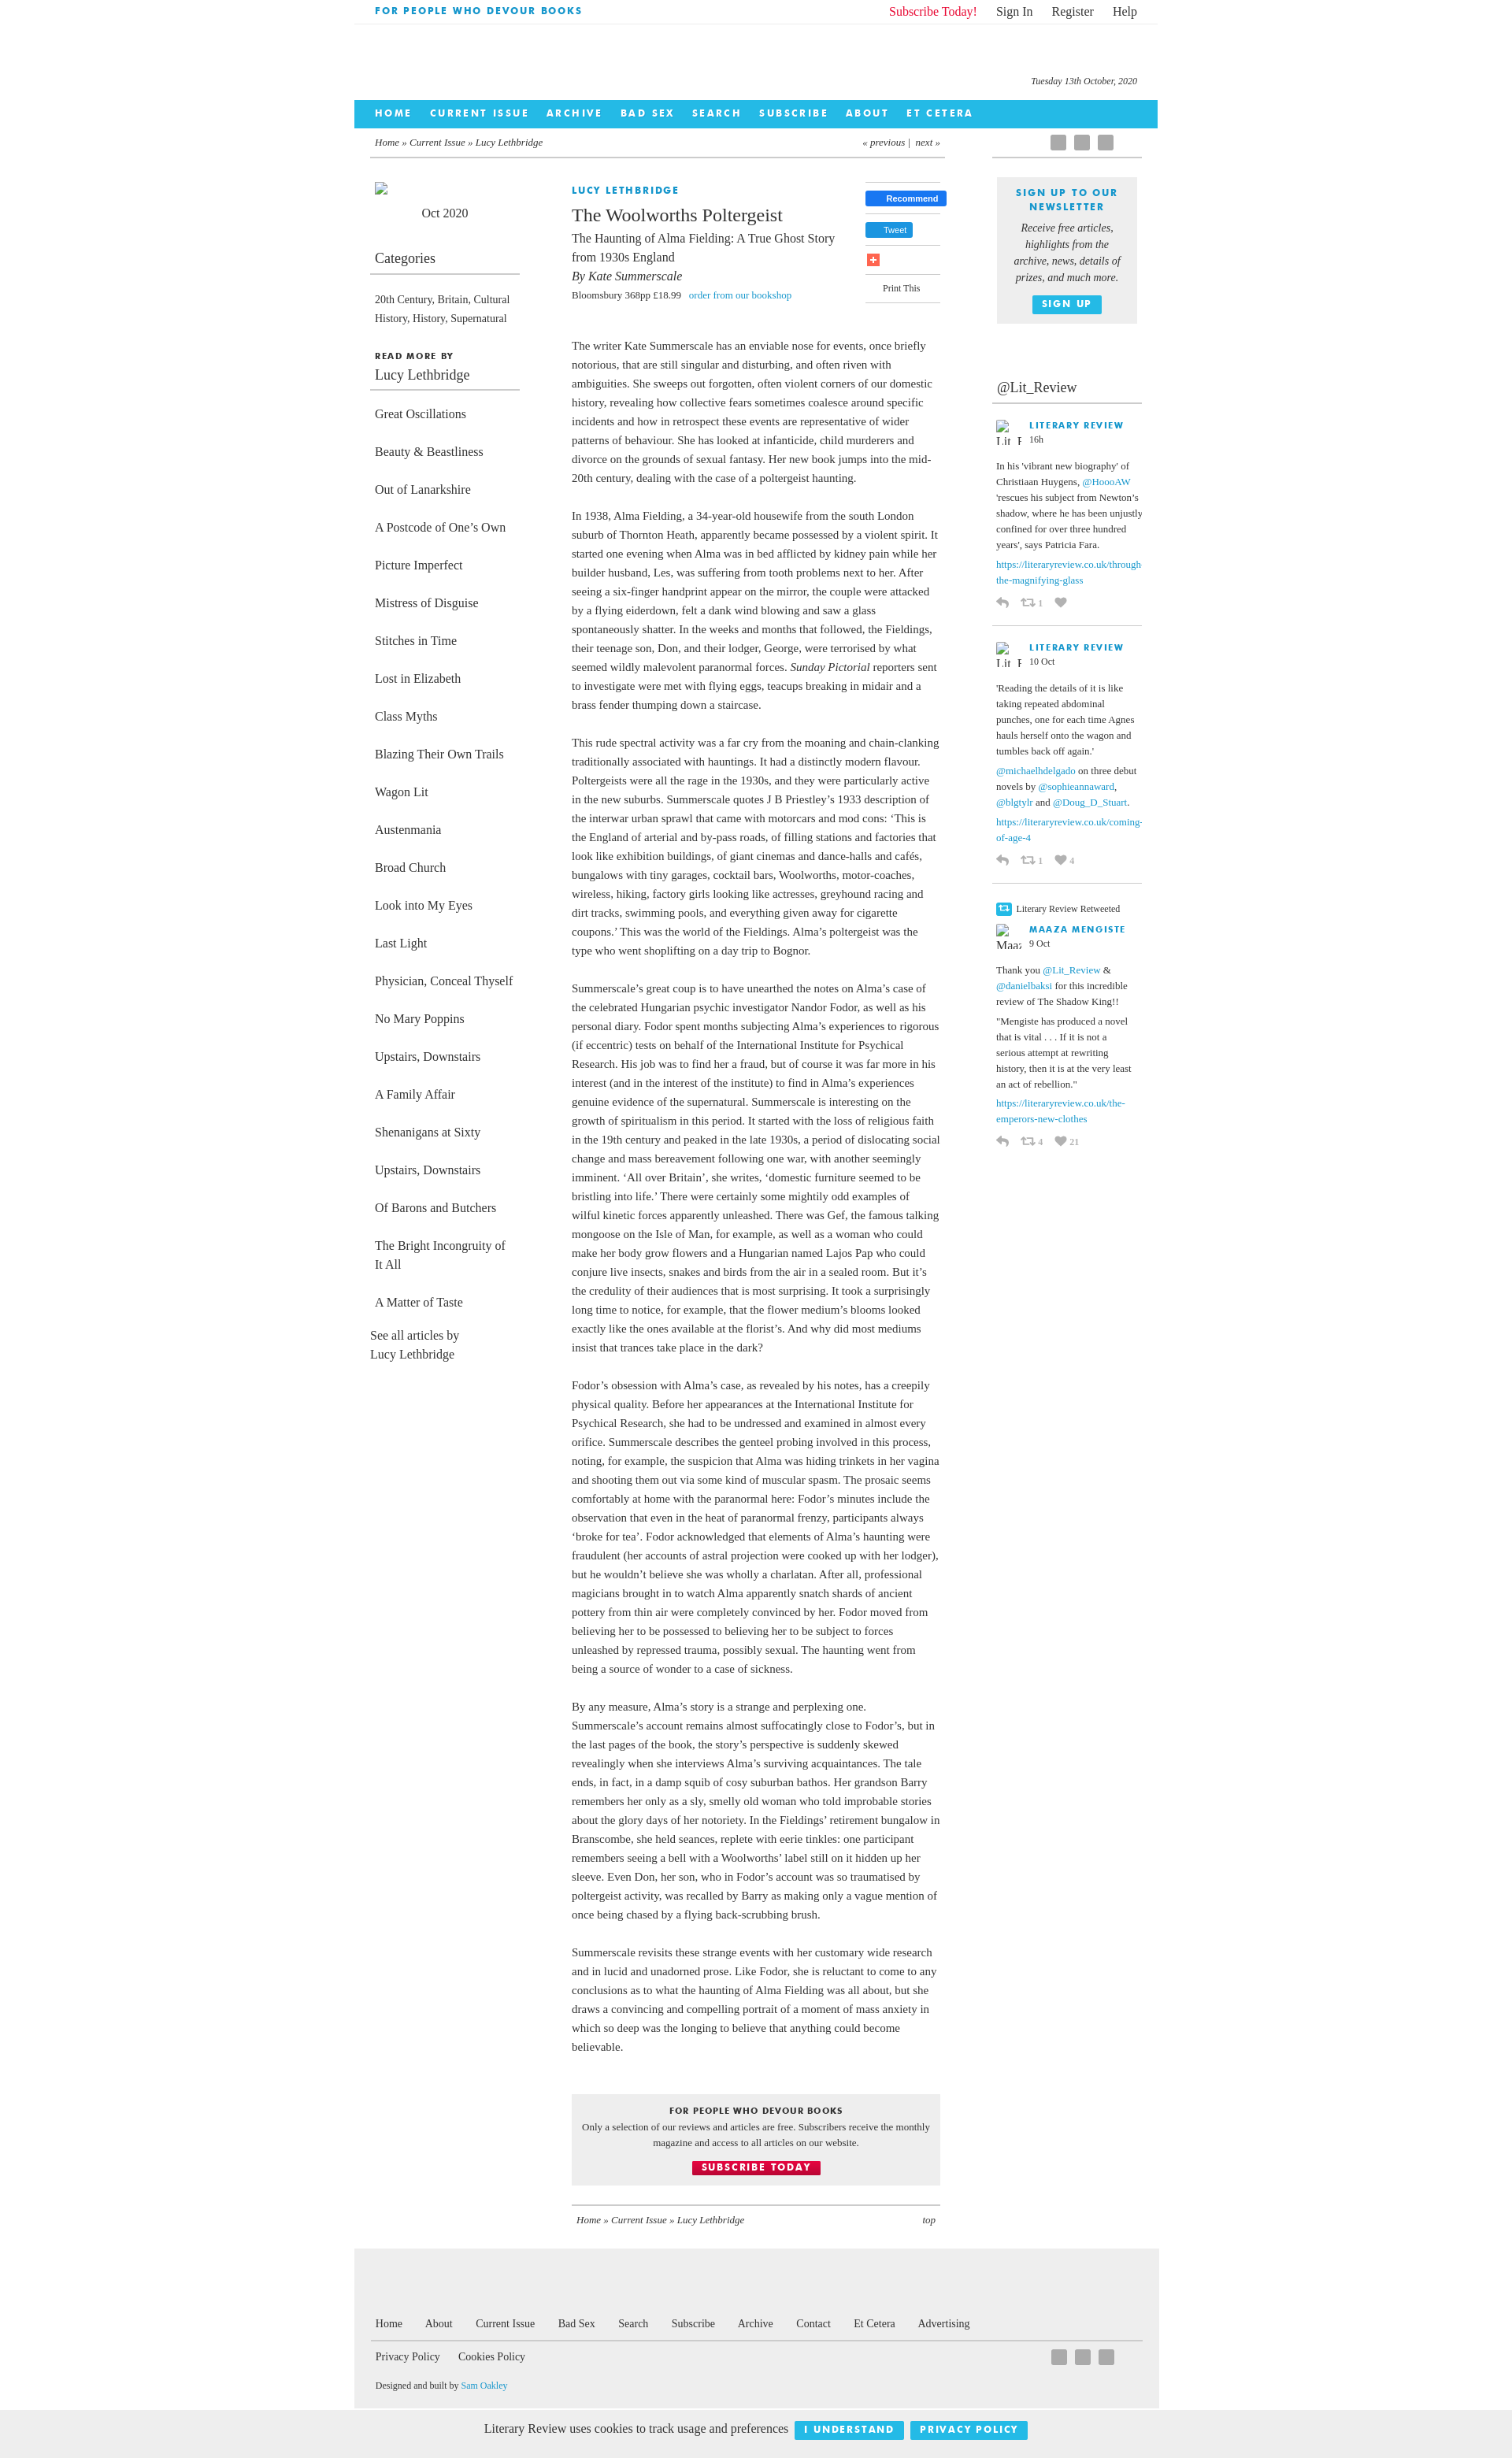 FOR PEOPLE WHO DEVOUR BOOKS
Subscribe Today! Sign In Register Help
Tuesday 13th October, 2020
HOME CURRENT ISSUE ARCHIVE BAD SEX SEARCH SUBSCRIBE ABOUT ET CETERA
Home » Current Issue » Lucy Lethbridge
« previous | next »
Oct 2020
Categories
20th Century, Britain, Cultural
History, History, Supernatural
READ MORE BY
Lucy Lethbridge
Great Oscillations
Beauty & Beastliness
Out of Lanarkshire
A Postcode of One’s Own
Picture Imperfect
Mistress of Disguise
Stitches in Time
Lost in Elizabeth
Class Myths
Blazing Their Own Trails
Wagon Lit
Austenmania
Broad Church
Look into My Eyes
Last Light
Physician, Conceal Thyself
No Mary Poppins
Upstairs, Downstairs
A Family Affair
Shenanigans at Sixty
Upstairs, Downstairs
Of Barons and Butchers
The Bright Incongruity of
It All
A Matter of Taste
See all articles by
Lucy Lethbridge
LUCY LETHBRIDGE
The Woolworths Poltergeist
The Haunting of Alma Fielding: A True Ghost Story
from 1930s England
By Kate Summerscale
Bloomsbury 368pp £18.99 order from our bookshop
Recommend
Tweet
Print This
The writer Kate Summerscale has an enviable nose for events, once briefly
notorious, that are still singular and disturbing, and often riven with
ambiguities. She sweeps out forgotten, often violent corners of our domestic
history, revealing how collective fears sometimes coalesce around specific
incidents and how in retrospect these events are representative of wider
patterns of behaviour. She has looked at infanticide, child murderers and
divorce on the grounds of sexual fantasy. Her new book jumps into the mid-
20th century, dealing with the case of a poltergeist haunting.
In 1938, Alma Fielding, a 34-year-old housewife from the south London
suburb of Thornton Heath, apparently became possessed by a violent spirit. It
started one evening when Alma was in bed afflicted by kidney pain while her
builder husband, Les, was suffering from tooth problems next to her. After
seeing a six-finger handprint appear on the mirror, the couple were attacked
by a flying eiderdown, felt a dank wind blowing and saw a glass
spontaneously shatter. In the weeks and months that followed, the Fieldings,
their teenage son, Don, and their lodger, George, were terrorised by what
seemed wildly malevolent paranormal forces. Sunday Pictorial reporters sent
to investigate were met with flying eggs, teacups breaking in midair and a
brass fender thumping down a staircase.
This rude spectral activity was a far cry from the moaning and chain-clanking
traditionally associated with hauntings. It had a distinctly modern flavour.
Poltergeists were all the rage in the 1930s, and they were particularly active
in the new suburbs. Summerscale quotes J B Priestley’s 1933 description of
the interwar urban sprawl that came with motorcars and mod cons: ‘This is
the England of arterial and by-pass roads, of filling stations and factories that
look like exhibition buildings, of giant cinemas and dance-halls and cafés,
bungalows with tiny garages, cocktail bars, Woolworths, motor-coaches,
wireless, hiking, factory girls looking like actresses, greyhound racing and
dirt tracks, swimming pools, and everything given away for cigarette
coupons.’ This was the world of the Fieldings. Alma’s poltergeist was the
type who went shoplifting on a day trip to Bognor.
Summerscale’s great coup is to have unearthed the notes on Alma’s case of
the celebrated Hungarian psychic investigator Nandor Fodor, as well as his
personal diary. Fodor spent months subjecting Alma’s experiences to rigorous
(if eccentric) tests on behalf of the International Institute for Psychical
Research. His job was to find her a fraud, but of course it was far more in his
interest (and in the interest of the institute) to find in Alma’s experiences
genuine evidence of the supernatural. Summerscale is interesting on the
growth of spiritualism in this period. It started with the loss of religious faith
in the 19th century and peaked in the late 1930s, a period of dislocating social
change and mass bereavement following one war, with another seemingly
imminent. ‘All over Britain’, she writes, ‘domestic furniture seemed to be
bristling into life.’ There were certainly some mightily odd examples of
wilful kinetic forces apparently unleashed. There was Gef, the famous talking
mongoose on the Isle of Man, for example, as well as a woman who could
make her body grow flowers and a Hungarian named Lajos Pap who could
conjure live insects, snakes and birds from the air in a sealed room. But it’s
the credulity of their audiences that is most surprising. It took a surprisingly
long time to notice, for example, that the flower medium’s blooms looked
exactly like the ones available at the florist’s. And why did most mediums
insist that trances take place in the dark?
Fodor’s obsession with Alma’s case, as revealed by his notes, has a creepily
physical quality. Before her appearances at the International Institute for
Psychical Research, she had to be undressed and examined in almost every
orifice. Summerscale describes the genteel probing involved in this process,
noting, for example, the suspicion that Alma was hiding trinkets in her vagina
and shooting them out via some kind of muscular spasm. The prosaic seems
comfortably at home with the paranormal here: Fodor’s minutes include the
observation that even in the heat of paranormal frenzy, participants always
‘broke for tea’. Fodor acknowledged that elements of Alma’s haunting were
fraudulent (her accounts of astral projection were cooked up with her lodger),
but he wouldn’t believe she was wholly a charlatan. After all, professional
magicians brought in to watch Alma apparently snatch shards of ancient
pottery from thin air were completely convinced by her. Fodor moved from
believing her to be possessed to believing her to be subject to forces
unleashed by repressed trauma, possibly sexual. The haunting went from
being a source of wonder to a case of sickness.
By any measure, Alma’s story is a strange and perplexing one.
Summerscale’s account remains almost suffocatingly close to Fodor’s, but in
the last pages of the book, the story’s perspective is suddenly skewed
revealingly when she interviews Alma’s surviving acquaintances. The tale
ends, in fact, in a damp squib of cosy suburban bathos. Her grandson Barry
remembers her only as a sly, smelly old woman who told improbable stories
about the glory days of her notoriety. In the Fieldings’ retirement bungalow in
Branscombe, she held seances, replete with eerie tinkles: one participant
remembers seeing a bell with a Woolworths’ label still on it hidden up her
sleeve. Even Don, her son, who in Fodor’s account was so traumatised by
poltergeist activity, was recalled by Barry as making only a vague mention of
once being chased by a flying back-scrubbing brush.
Summerscale revisits these strange events with her customary wide research
and in lucid and unadorned prose. Like Fodor, she is reluctant to come to any
conclusions as to what the haunting of Alma Fielding was all about, but she
draws a convincing and compelling portrait of a moment of mass anxiety in
which so deep was the longing to believe that anything could become
believable.
FOR PEOPLE WHO DEVOUR BOOKS
Only a selection of our reviews and articles are free. Subscribers receive the monthly
magazine and access to all articles on our website.
SUBSCRIBE TODAY
Home » Current Issue » Lucy Lethbridge
top
SIGN UP TO OUR
NEWSLETTER
Receive free articles,
highlights from the
archive, news, details of
prizes, and much more.
SIGN UP
@Lit_Review
LITERARY REVIEW
16h
In his 'vibrant new biography' of
Christiaan Huygens, @HoooAW
'rescues his subject from Newton’s
shadow, where he has been unjustly
confined for over three hundred
years', says Patricia Fara.
https://literaryreview.co.uk/through
the-magnifying-glass
1
LITERARY REVIEW
10 Oct
'Reading the details of it is like
taking repeated abdominal
punches, one for each time Agnes
hauls herself onto the wagon and
tumbles back off again.'
@michaelhdelgado on three debut
novels by @sophieannaward,
@blgtylr and @Doug_D_Stuart.
https://literaryreview.co.uk/coming-
of-age-4
1 4
Literary Review Retweeted
MAAZA MENGISTE
9 Oct
Thank you @Lit_Review &
@danielbaksi for this incredible
review of The Shadow King!!
"Mengiste has produced a novel
that is vital . . . If it is not a
serious attempt at rewriting
history, then it is at the very least
an act of rebellion."
https://literaryreview.co.uk/the-
emperors-new-clothes
4 21
Home About Current Issue Bad Sex Search Subscribe Archive Contact Et Cetera Advertising
Privacy Policy Cookies Policy
Designed and built by Sam Oakley
Literary Review uses cookies to track usage and preferences I UNDERSTAND PRIVACY POLICY